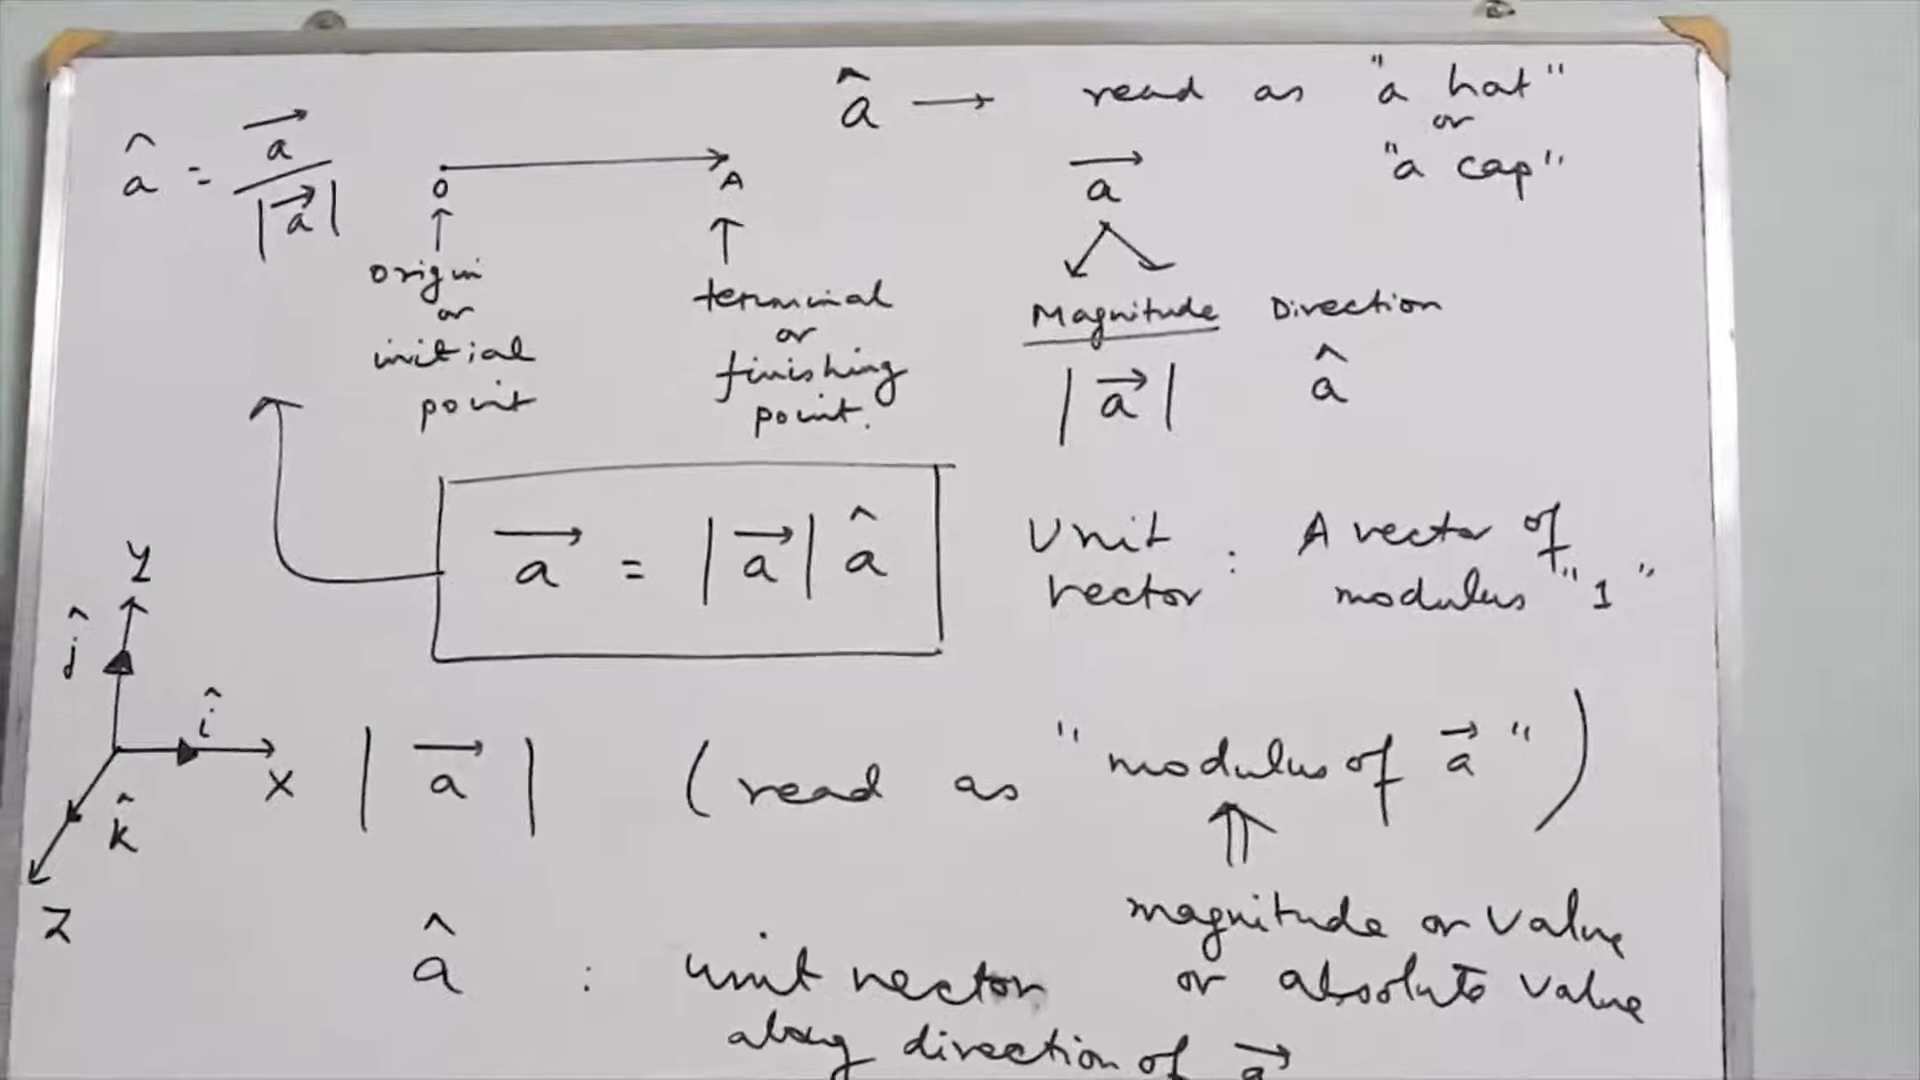 â → read as "a hat"
or
"a cap"
â = a⃗ / |a⃗|
O A
origin
or
initial
point
terminal
or
finishing
point.
a⃗
Magnitude Direction
|a⃗| â
a⃗ = |a⃗| â
Unit vector : A vector of modulus "1"
Y
ĵ
î
X
k̂
Z
|a⃗| (read as "modulus of a⃗")
magnitude or value
or absolute value
â : unit vector
along direction of a⃗